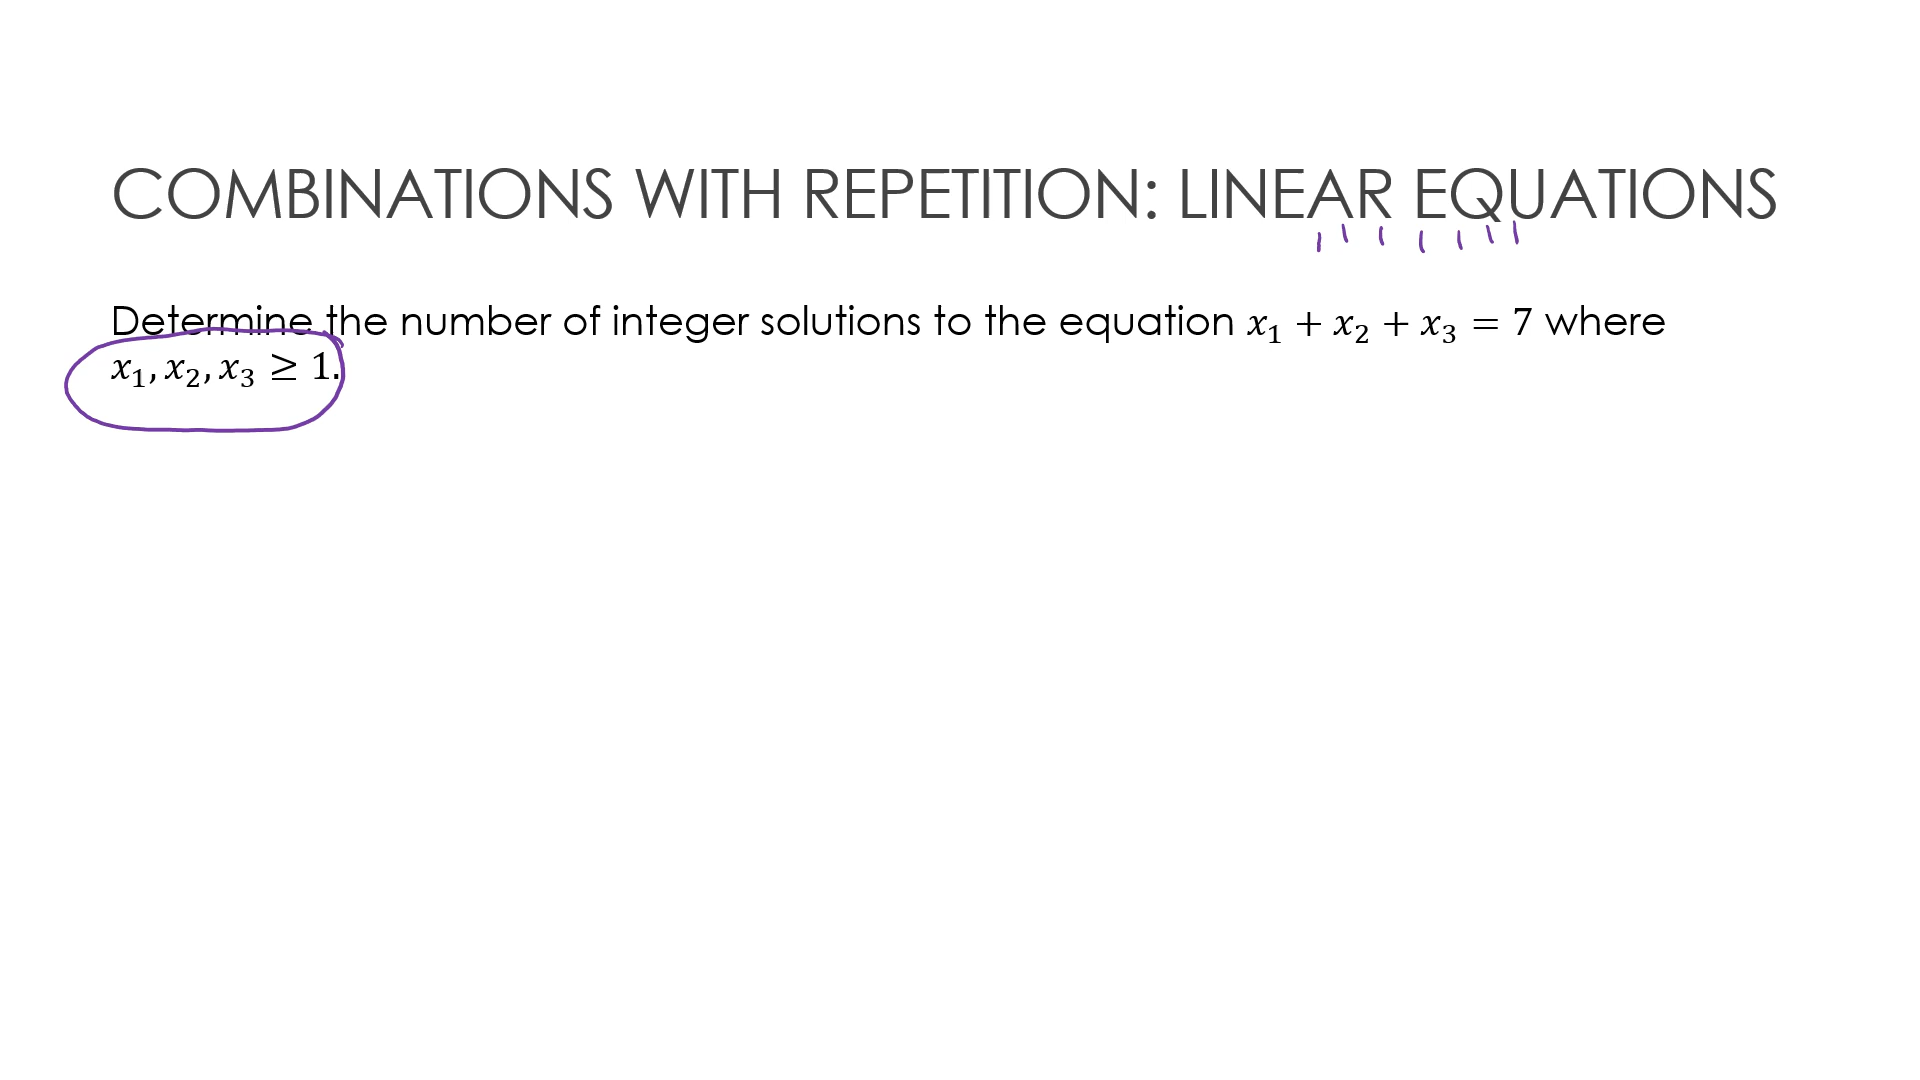 COMBINATIONS WITH REPETITION: LINEAR EQUATIONS
ı ı ı ı ı ı ı
Determine the number of integer solutions to the equation x₁ + x₂ + x₃ = 7 where
x₁, x₂, x₃ ≥ 1.